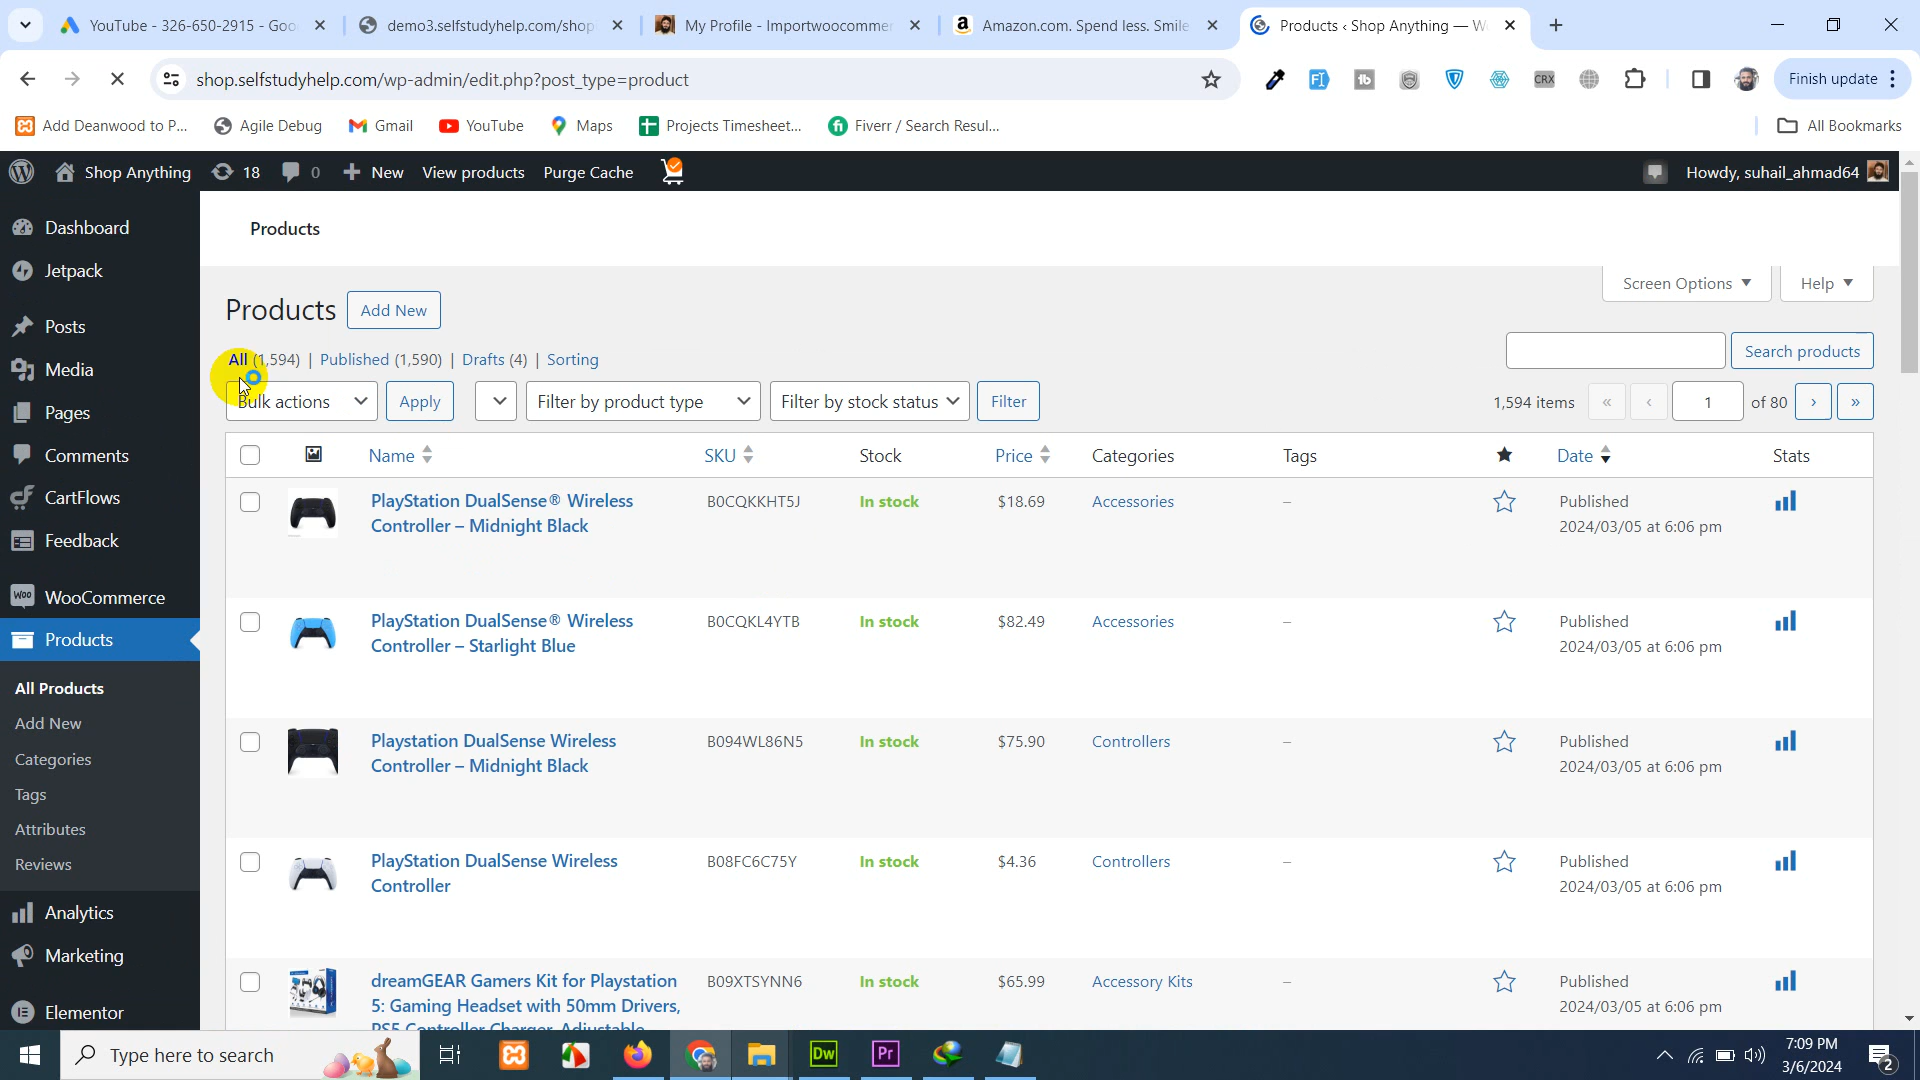 YouTube - 326-650-2915 - Goo
demo3.selfstudyhelp.com/shop
My Profile - Importwoocommer
Amazon.com. Spend less. Smile
Products ‹ Shop Anything — W
shop.selfstudyhelp.com/wp-admin/edit.php?post_type=product
CRX
Finish update
Add Deanwood to P...
Agile Debug
Gmail
YouTube
Maps
Projects Timesheet...
Fiverr / Search Resul...
All Bookmarks
Shop Anything
18
0
New
View products
Purge Cache
Howdy, suhail_ahmad64
Dashboard
Jetpack
Posts
Media
Pages
Comments
CartFlows
Feedback
WooCommerce
Products
All Products
Add New
Categories
Tags
Attributes
Reviews
Analytics
Marketing
Elementor
Products
Screen Options
Help
Products
Add New
All (1,594) | Published (1,590) | Drafts (4) | Sorting
Search products
Bulk actions
Apply
Filter by product type
Filter by stock status
Filter
1,594 items
«
‹
1
of 80
›
»
Name
SKU
Stock
Price
Categories
Tags
Date
Stats
PlayStation DualSense® Wireless
Controller – Midnight Black
B0CQKKHT5J
In stock
$18.69
Accessories
–
Published
2024/03/05 at 6:06 pm
PlayStation DualSense® Wireless
Controller – Starlight Blue
B0CQKL4YTB
In stock
$82.49
Accessories
–
Published
2024/03/05 at 6:06 pm
Playstation DualSense Wireless
Controller – Midnight Black
B094WL86N5
In stock
$75.90
Controllers
–
Published
2024/03/05 at 6:06 pm
PlayStation DualSense Wireless
Controller
B08FC6C75Y
In stock
$4.36
Controllers
–
Published
2024/03/05 at 6:06 pm
dreamGEAR Gamers Kit for Playstation
5: Gaming Headset with 50mm Drivers,
PS5 Controller Charger, Adjustable
B09XTSYNN6
In stock
$65.99
Accessory Kits
–
Published
2024/03/05 at 6:06 pm
Type here to search
Dw
Pr
7:09 PM
3/6/2024
2